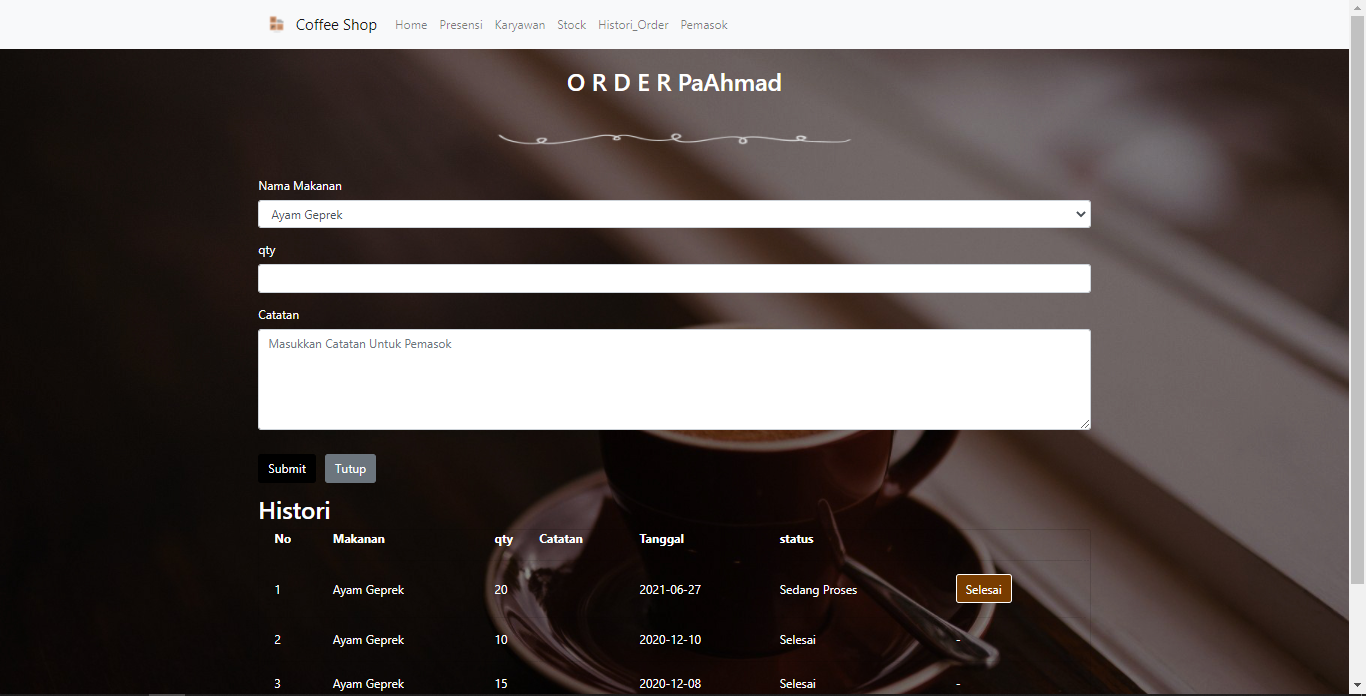 Coffee Shop Home Presensi Karyawan Stock Histori_Order Pemasok
O R D E R PaAhmad
Nama Makanan
Ayam Geprek
qty
Catatan
Masukkan Catatan Untuk Pemasok
Submit Tutup
Histori
No Makanan qty Catatan Tanggal status
1 Ayam Geprek 20 2021-06-27 Sedang Proses Selesai
2 Ayam Geprek 10 2020-12-10 Selesai -
3 Ayam Geprek 15 2020-12-08 Selesai -